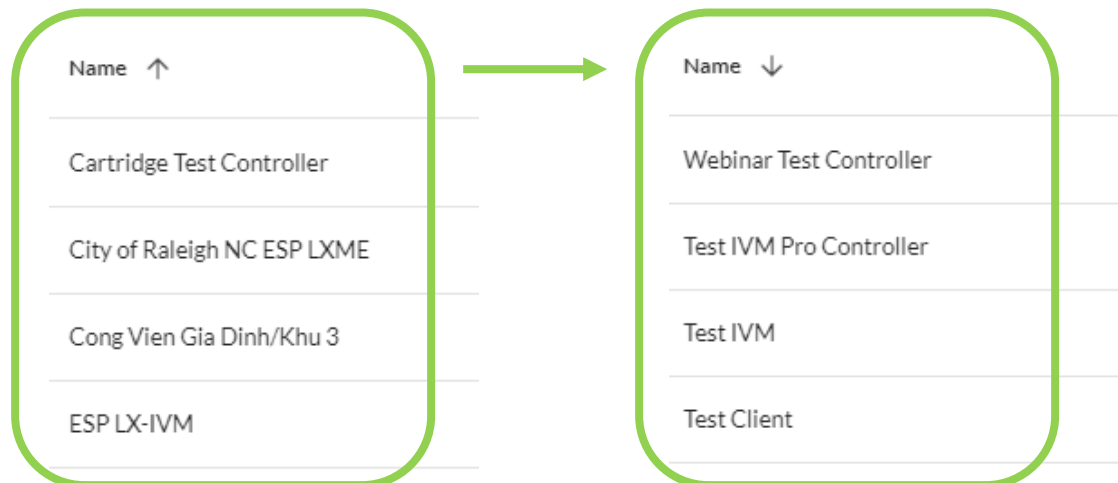 Name ↑
Cartridge Test Controller
City of Raleigh NC ESP LXME
Cong Vien Gia Dinh/Khu 3
ESP LX-IVM
Name ↓
Webinar Test Controller
Test IVM Pro Controller
Test IVM
Test Client